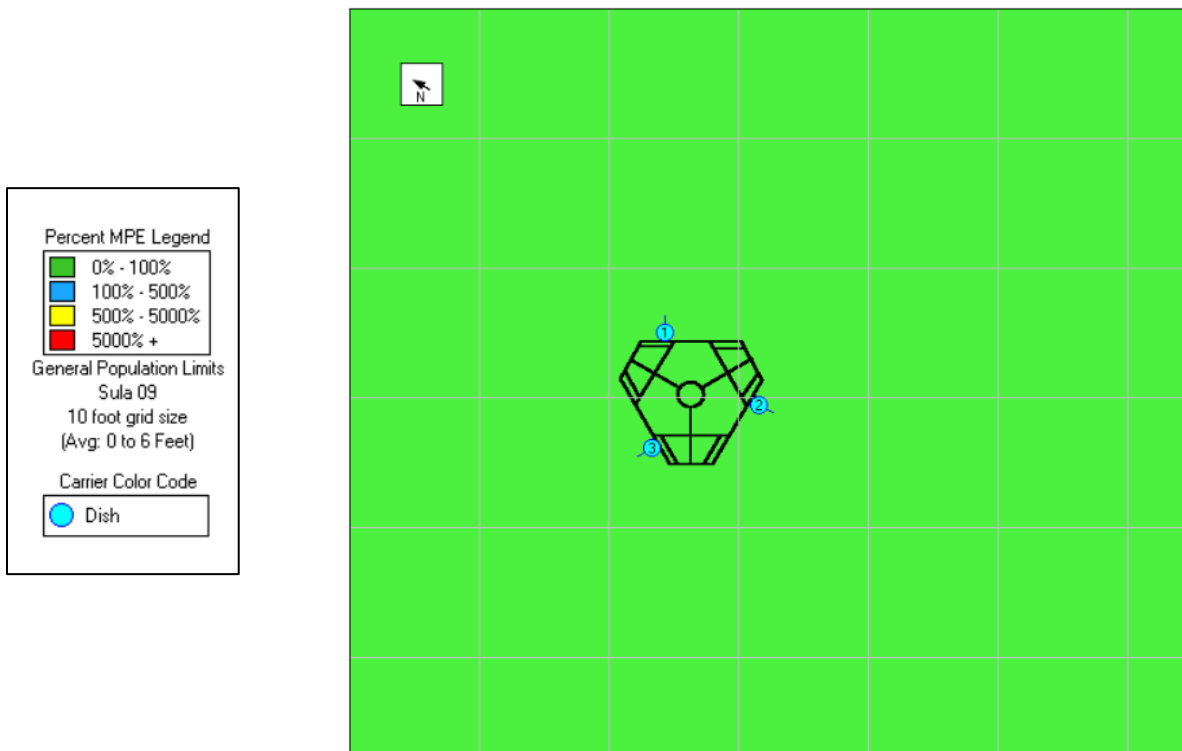 N
Percent MPE Legend
0% - 100%
100% - 500%
500% - 5000%
5000% +
General Population Limits
Sula 09
10 foot grid size
(Avg: 0 to 6 Feet)
Carrier Color Code
Dish
1
2
3